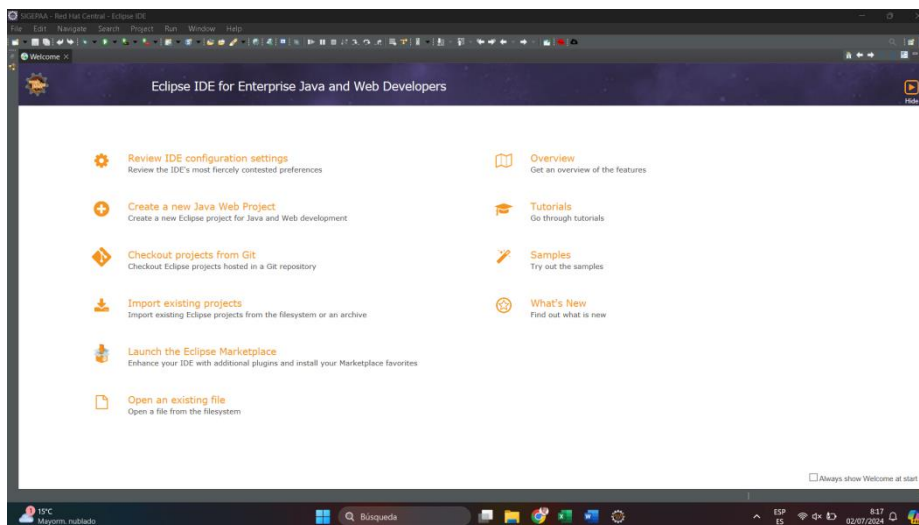 SIGEPAA - Red Hat Central - Eclipse IDE
File Edit Navigate Search Project Run Window Help
Welcome
Eclipse IDE for Enterprise Java and Web Developers
Hide
Review IDE configuration settings
Review the IDE's most fiercely contested preferences
Overview
Get an overview of the features
Create a new Java Web Project
Create a new Eclipse project for Java and Web development
Tutorials
Go through tutorials
Checkout projects from Git
Checkout Eclipse projects hosted in a Git repository
Samples
Try out the samples
Import existing projects
Import existing Eclipse projects from the filesystem or an archive
What's New
Find out what is new
Launch the Eclipse Marketplace
Enhance your IDE with additional plugins and install your Marketplace favorites
Open an existing file
Open a file from the filesystem
Always show Welcome at start
15°C
Mayorm. nublado
Búsqueda
ESP
ES
8:17
02/07/2024